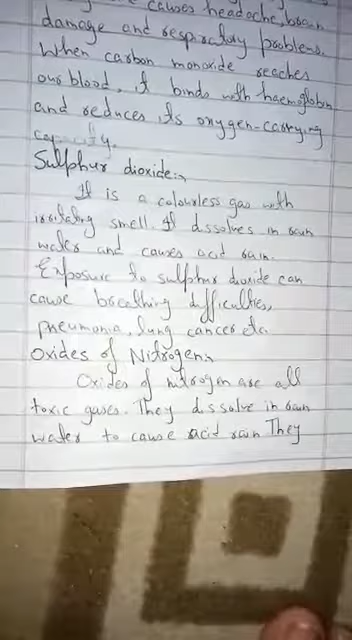 causes headache, brain
damage and respiratory problems.
When carbon monoxide reaches
our blood, it binds with haemoglobin
and reduces its oxygen-carrying
capacity.
Sulphur dioxide:-
It is a colourless gas with
irritating smell. It dissolves in rain
water and causes acid rain.
Exposure to sulphur dioxide can
cause breathing difficulties,
pneumonia, lung cancer etc.
Oxides of Nitrogen:-
Oxides of nitrogen are all
toxic gases. They dissolve in rain
water to cause acid rain They